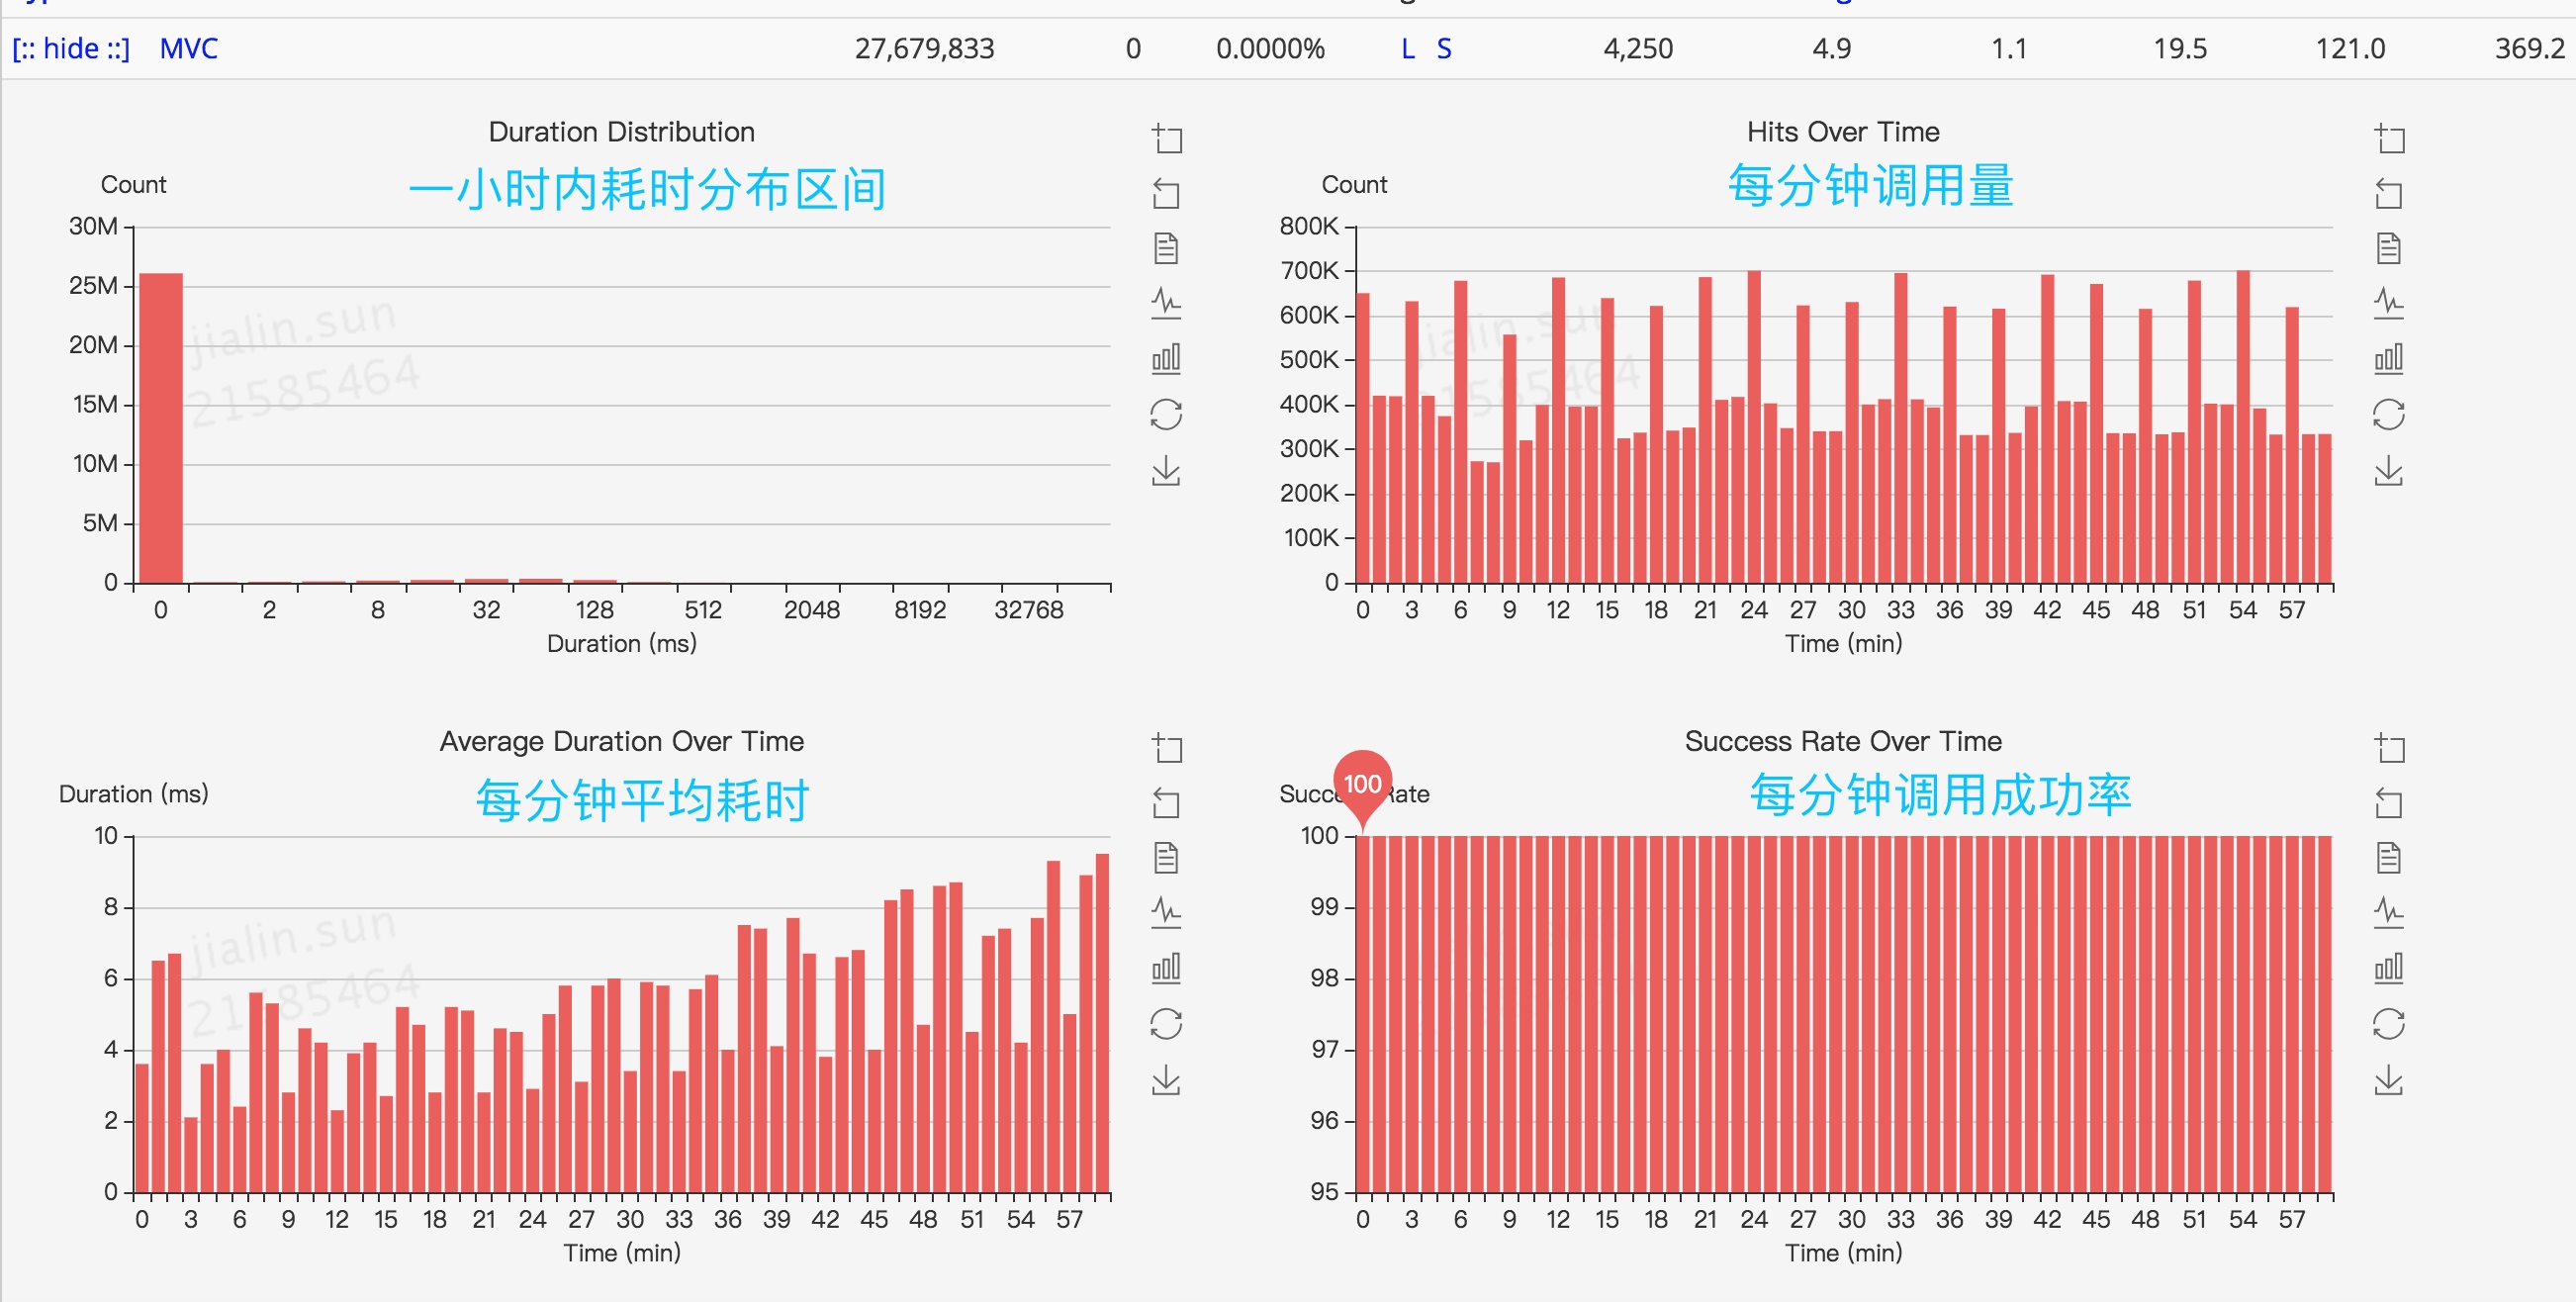 [:: hide ::] MVC 27,679,833 0 0.0000% L S 4,250 4.9 1.1 19.5 121.0 369.2
Duration Distribution
一小时内耗时分布区间
Count
30M
25M
20M
15M
10M
5M
0
0 2 8 32 128 512 2048 8192 32768
Duration (ms)
jialin.sun
21585464
Hits Over Time
每分钟调用量
Count
800K
700K
600K
500K
400K
300K
200K
100K
0
0 3 6 9 12 15 18 21 24 27 30 33 36 39 42 45 48 51 54 57
Time (min)
jialin.sun
21585464
Average Duration Over Time
每分钟平均耗时
Duration (ms)
10
8
6
4
2
0
0 3 6 9 12 15 18 21 24 27 30 33 36 39 42 45 48 51 54 57
Time (min)
jialin.sun
21585464
Success Rate Over Time
每分钟调用成功率
Success Rate
100
100
99
98
97
96
95
0 3 6 9 12 15 18 21 24 27 30 33 36 39 42 45 48 51 54 57
Time (min)